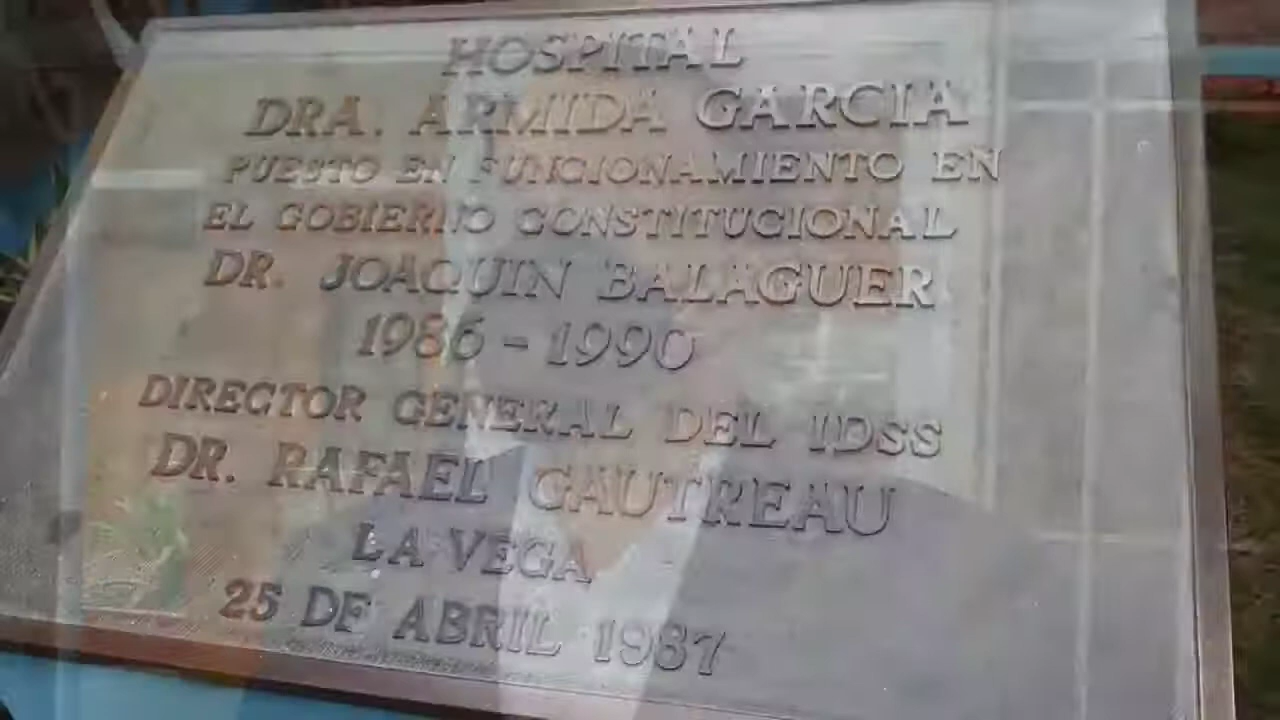 HOSPITAL
DRA. ARMIDA GARCIA
PUESTO EN FUNCIONAMIENTO EN
EL GOBIERNO CONSTITUCIONAL
DR. JOAQUIN BALAGUER
1986 - 1990
DIRECTOR GENERAL DEL IDSS
DR. RAFAEL GAUTREAU
LA VEGA
25 DE ABRIL 1987